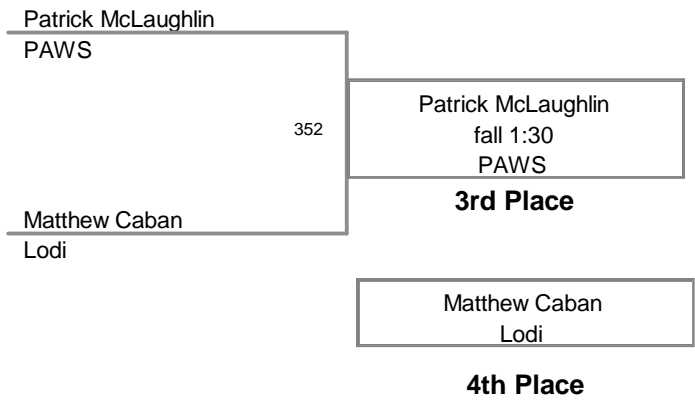 Patrick McLaughlin
PAWS
352
Patrick McLaughlin
fall 1:30
PAWS
3rd Place
Matthew Caban
Lodi
Matthew Caban
Lodi
4th Place